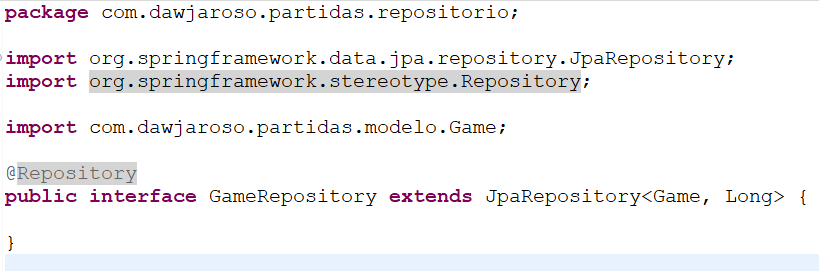 package com.dawjaroso.partidas.repositorio;
import org.springframework.data.jpa.repository.JpaRepository;
import org.springframework.stereotype.Repository;
import com.dawjaroso.partidas.modelo.Game;
@Repository
public interface GameRepository extends JpaRepository<Game, Long> {
}